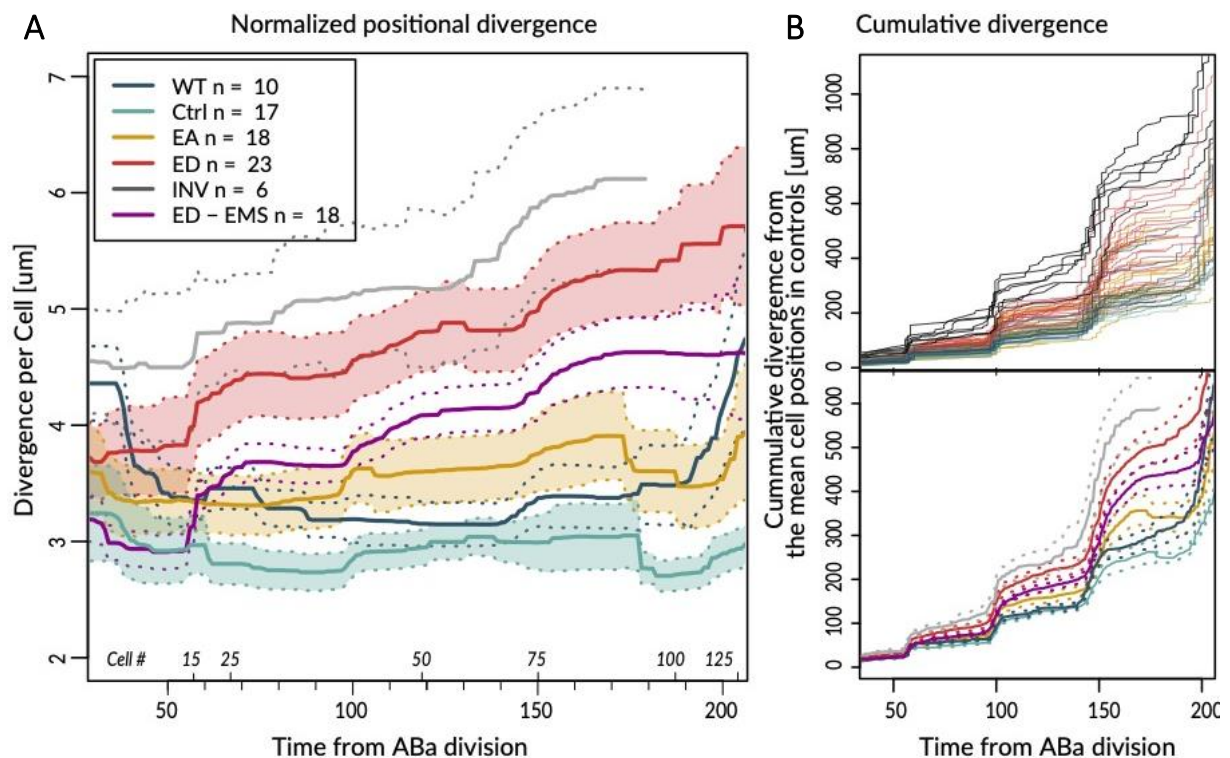 A
Normalized positional divergence
B
Cumulative divergence
WT n = 10
Ctrl n = 17
EA n = 18
ED n = 23
INV n = 6
ED − EMS n = 18
7
6
5
4
3
2
Divergence per Cell [um]
Cell #
15
25
50
75
100
125
50
100
150
200
Time from ABa division
1000
800
600
400
200
0
600
500
400
300
200
100
0
Cummulative divergemce from
the mean cell positions in controls [um]
50
100
150
200
Time from ABa division